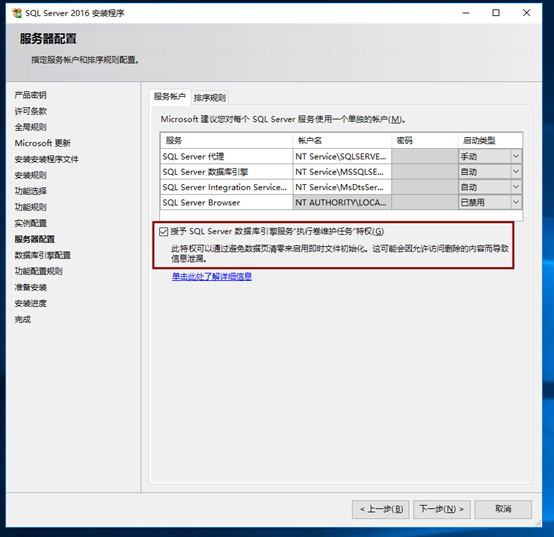 SQL Server 2016 安装程序
服务器配置
指定服务帐户和排序规则配置。
产品密钥
许可条款
全局规则
Microsoft 更新
安装安装程序文件
安装规则
功能选择
功能规则
实例配置
服务器配置
数据库引擎配置
功能配置规则
准备安装
安装进度
完成
服务帐户 排序规则
Microsoft 建议您对每个 SQL Server 服务使用一个单独的帐户(M)。
服务 帐户名 密码 启动类型
SQL Server 代理 NT Service\SQLSERVE... 手动
SQL Server 数据库引擎 NT Service\MSSQLSE... 自动
SQL Server Integration Service... NT Service\MsDtsSer... 自动
SQL Server Browser NT AUTHORITY\LOCA... 已禁用
授予 SQL Server 数据库引擎服务“执行卷维护任务”特权(G)
此特权可以通过避免数据页清零来启用即时文件初始化。这可能会因允许访问删除的内容而导致
信息泄漏。
单击此处了解详细信息
< 上一步(B) 下一步(N) > 取消